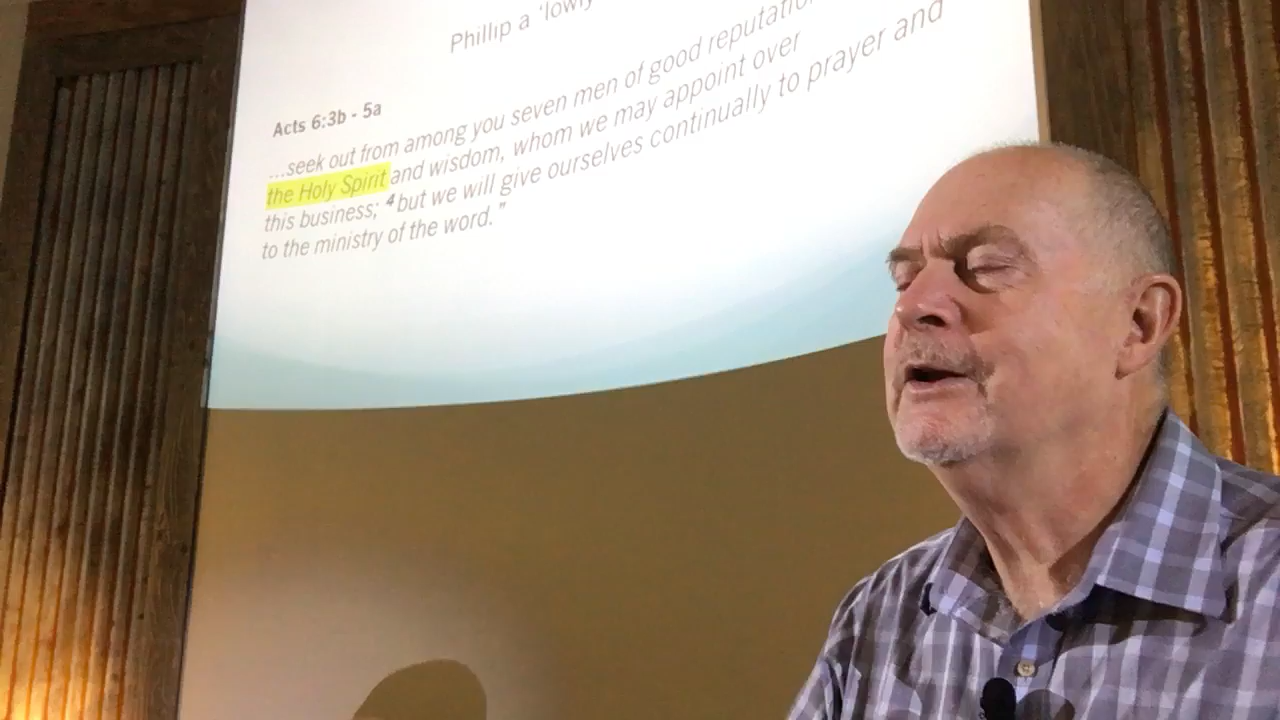 Phillip a ‘lowly
Acts 6:3b - 5a
...seek out from among you seven men of good
the Holy Spirit and wisdom, whom we may appoint over
this business; 4 but we will give ourselves continually to prayer and
to the ministry of the word.”